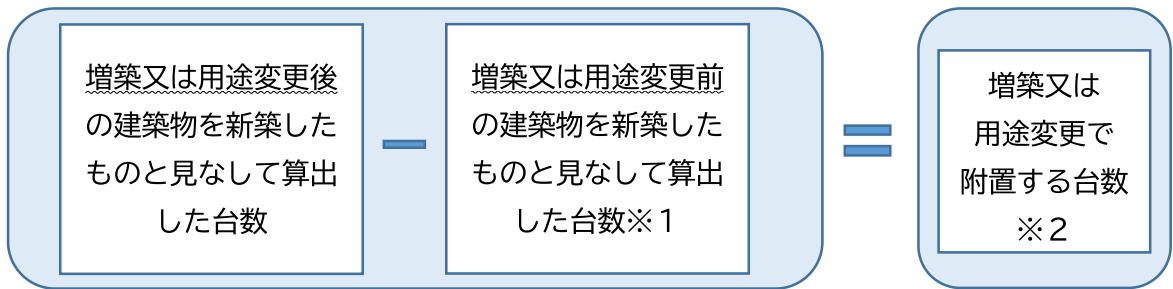 増築又は用途変更後
の建築物を新築した
ものと見なして算出
した台数
－
増築又は用途変更前
の建築物を新築した
ものと見なして算出
した台数※１
＝
増築又は
用途変更で
附置する台数
※２